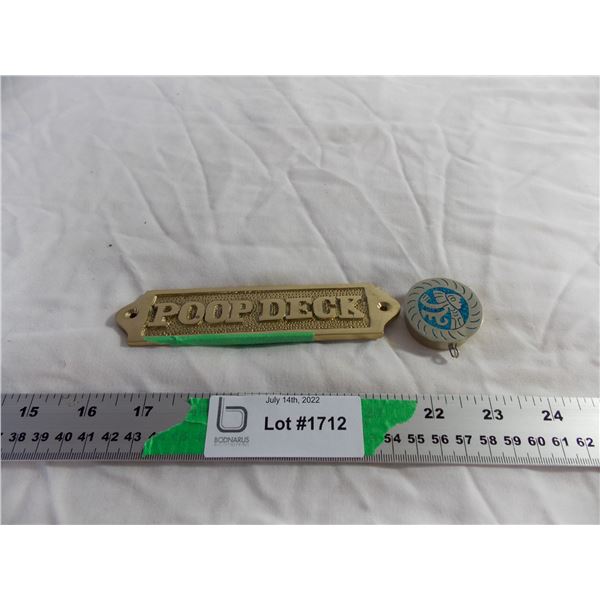 POOP DECK
15 16 17 22 23 24
July 14th, 2022
Lot #1712
BODNARUS
38 39 40 41 42 43 54 55 56 57 58 59 60 61 62